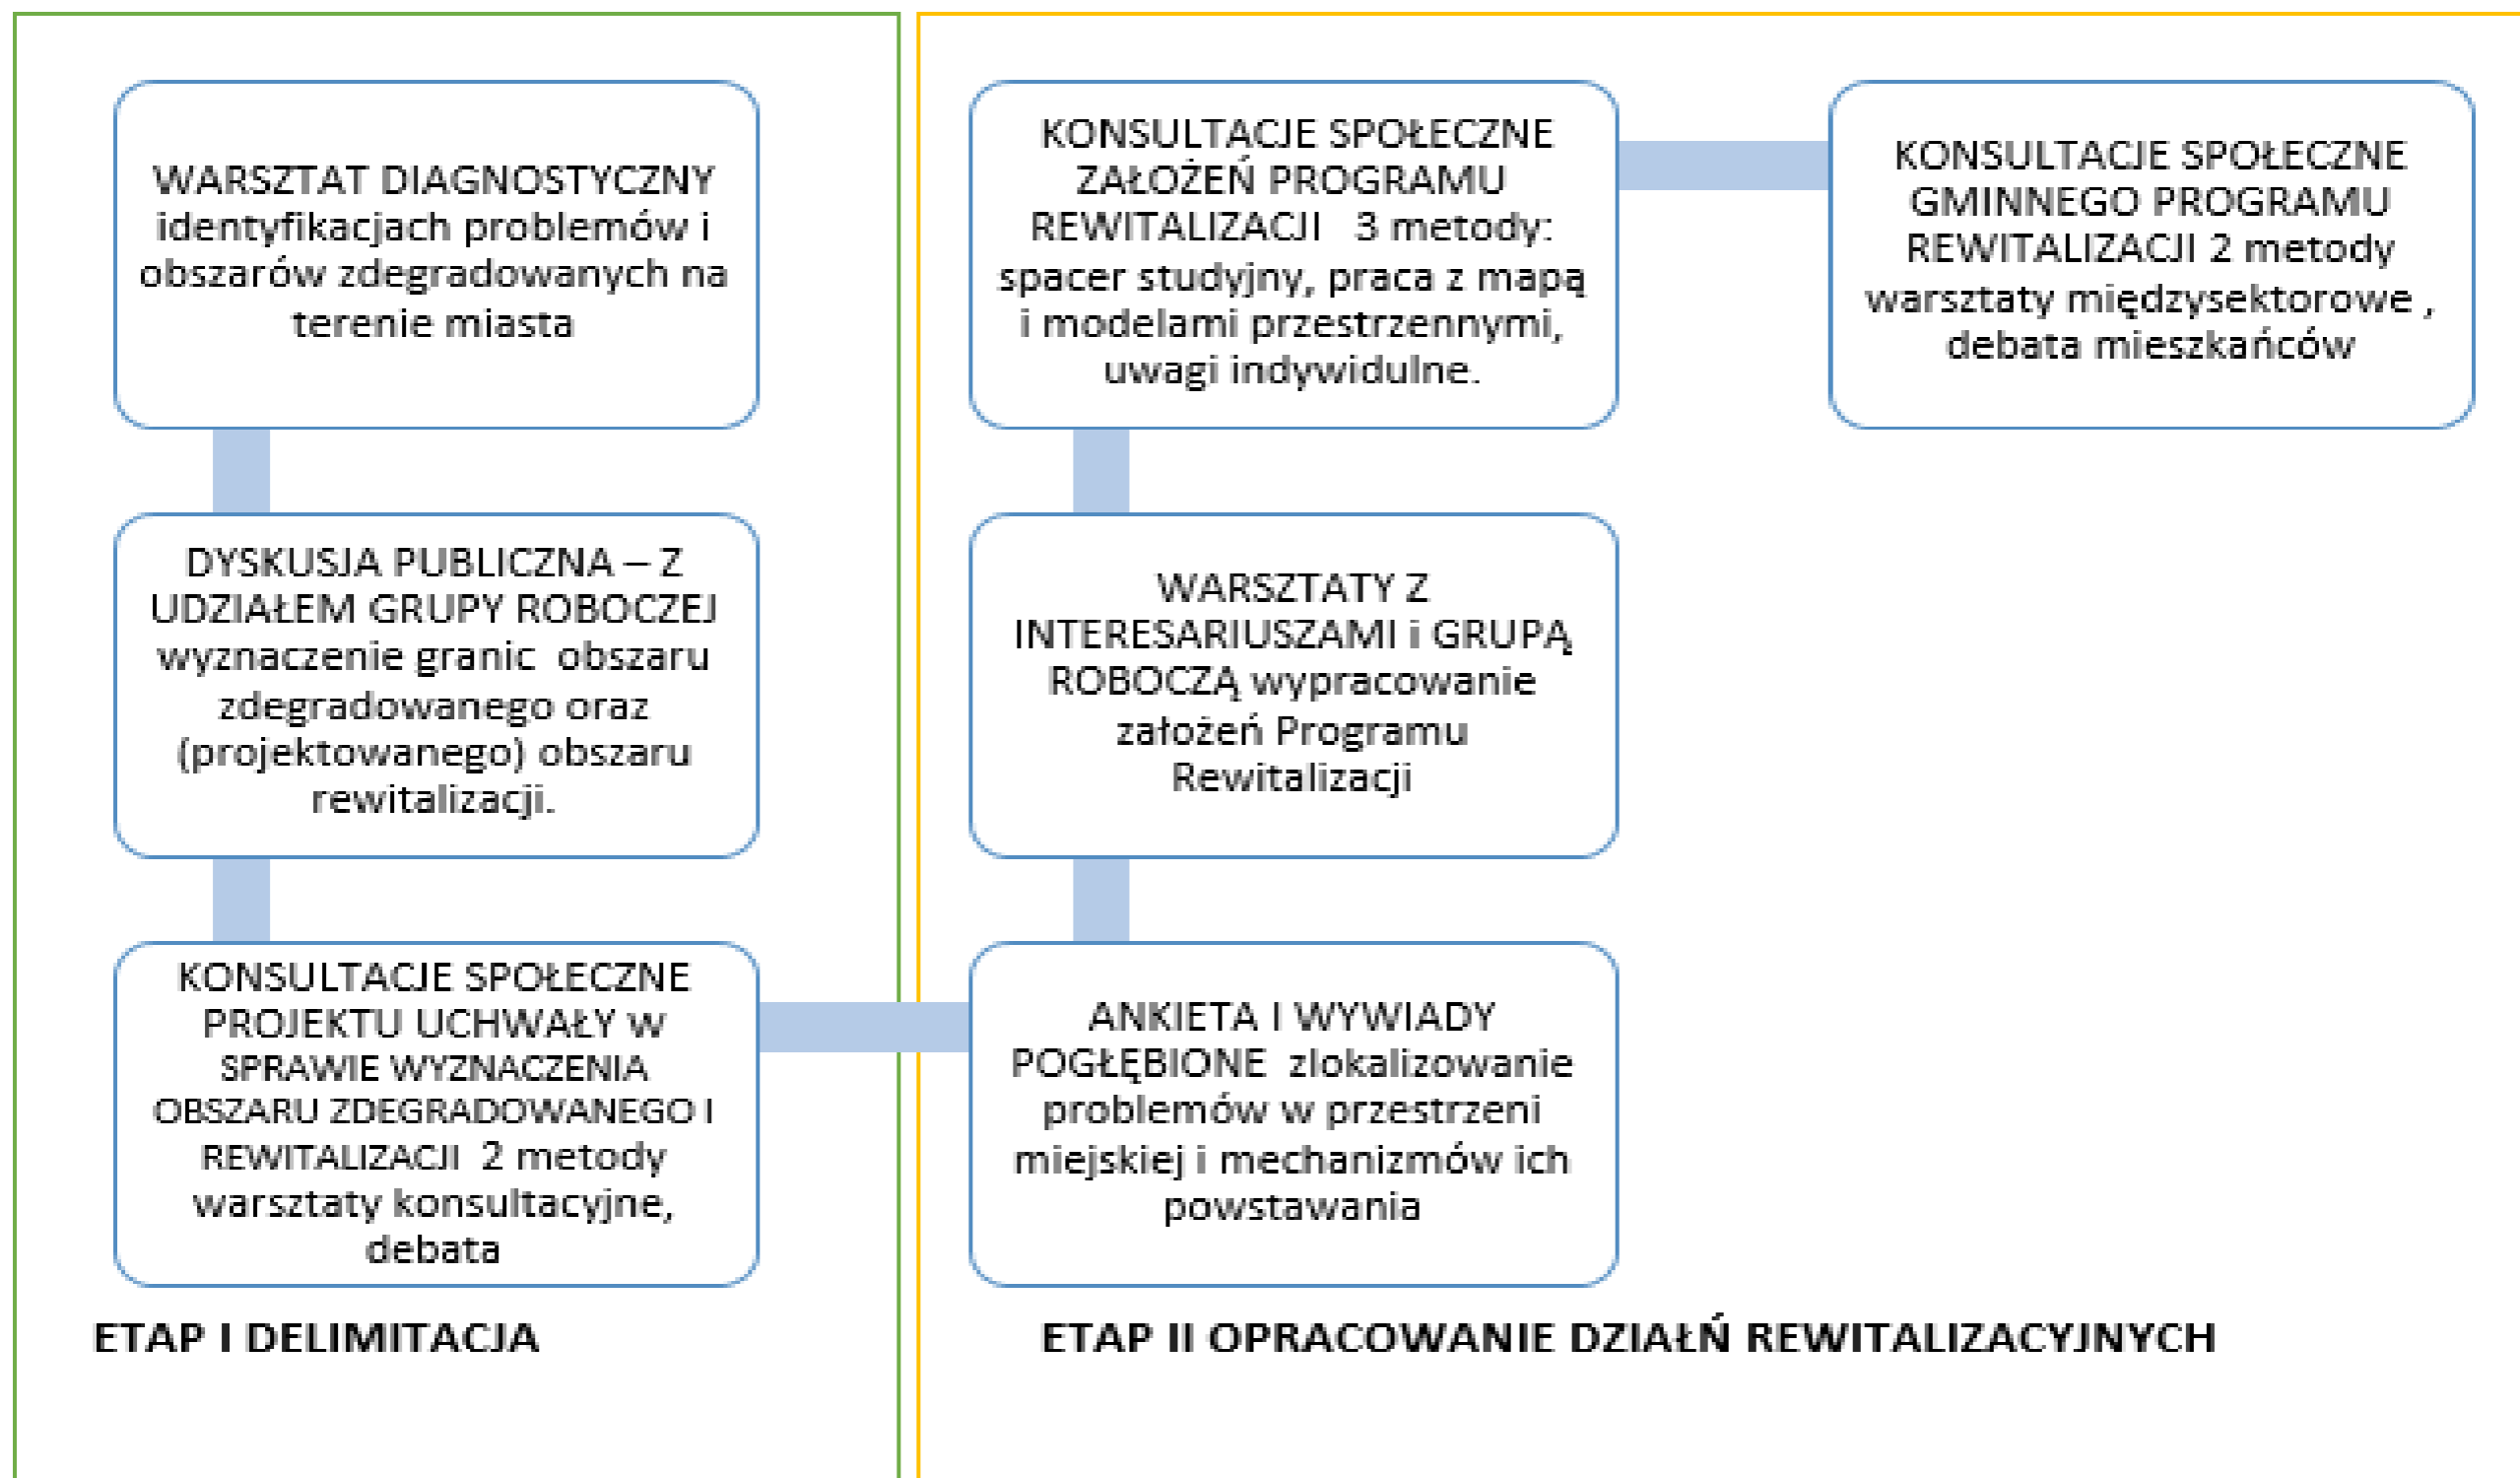 WARSZTAT DIAGNOSTYCZNY
identyfikacjach problemów i
obszarów zdegradowanych na
terenie miasta
DYSKUSJA PUBLICZNA – Z
UDZIAŁEM GRUPY ROBOCZEJ
wyznaczenie granic obszaru
zdegradowanego oraz
(projektowanego) obszaru
rewitalizacji.
KONSULTACJE SPOŁECZNE
PROJEKTU UCHWAŁY w
SPRAWIE WYZNACZENIA
OBSZARU ZDEGRADOWANEGO I
REWITALIZACJI 2 metody
warsztaty konsultacyjne,
debata
ETAP I DELIMITACJA
KONSULTACJE SPOŁECZNE
ZAŁOŻEŃ PROGRAMU
REWITALIZACJI 3 metody:
spacer studyjny, praca z mapą
i modelami przestrzennymi,
uwagi indywidulne.
WARSZTATY Z
INTERESARIUSZAMI i GRUPĄ
ROBOCZĄ wypracowanie
założeń Programu
Rewitalizacji
ANKIETA I WYWIADY
POGŁĘBIONE zlokalizowanie
problemów w przestrzeni
miejskiej i mechanizmów ich
powstawania
KONSULTACJE SPOŁECZNE
GMINNEGO PROGRAMU
REWITALIZACJI 2 metody
warsztaty międzysektorowe ,
debata mieszkańców
ETAP II OPRACOWANIE DZIAŁŃ REWITALIZACYJNYCH